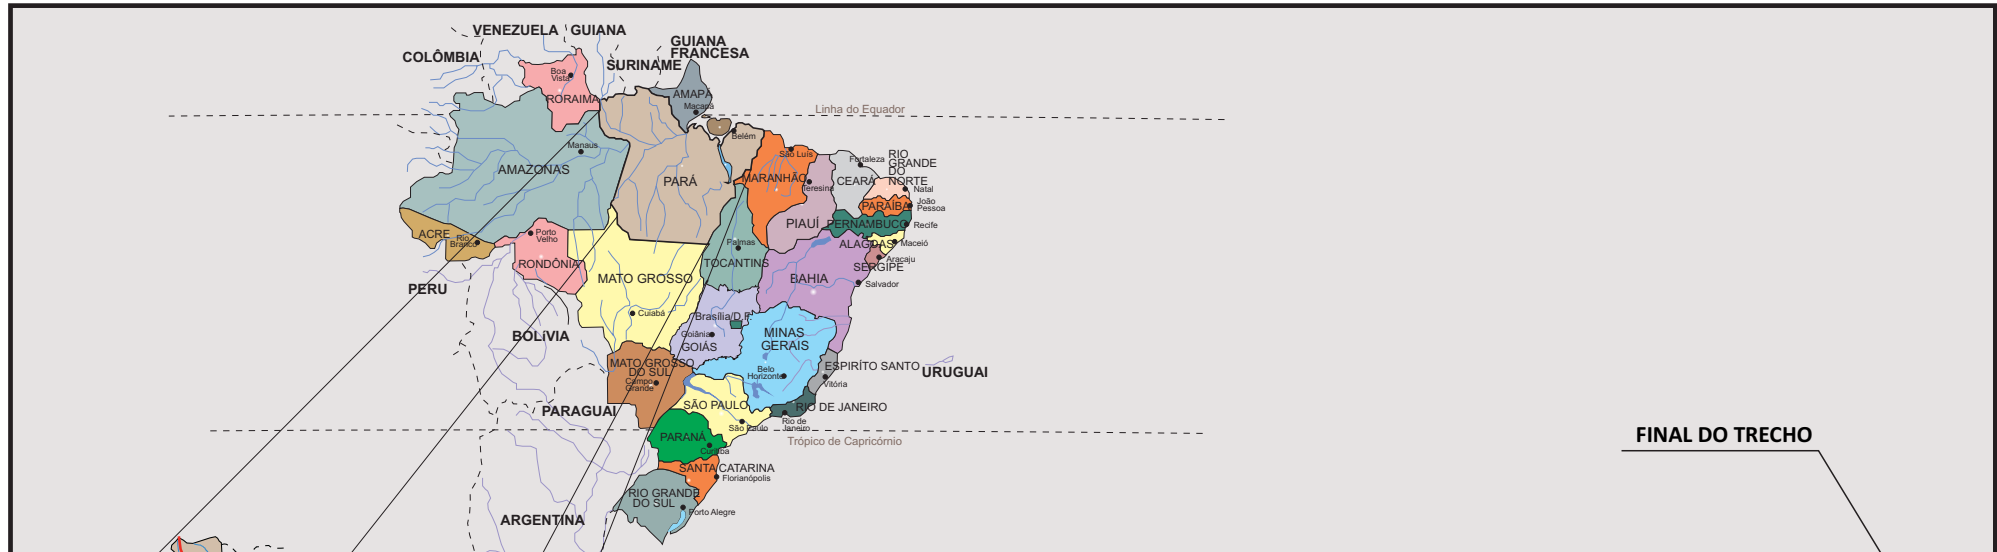 VENEZUELA
GUIANA
COLÔMBIA
GUIANA
FRANCESA
SURINAME
Boa
Vista
RORAIMA
AMAPÁ
Macapá
Linha do Equador
Belém
Manaus
AMAZONAS
PARÁ
São Luís
MARANHÃO
Teresina
Fortaleza
CEARÁ
RIO
GRANDE
DO
NORTE
Natal
PARAÍBA
João
Pessoa
PIAUÍ
PERNAMBUCO
Recife
ACRE
Rio
Branco
Porto
Velho
RONDÔNIA
Palmas
TOCANTINS
ALAGOAS
Maceió
Aracaju
SERGIPE
MATO GROSSO
BAHIA
Salvador
PERU
Cuiabá
Brasília/D.F.
Goiânia
GOIÁS
MINAS
GERAIS
BOLíVIA
MATO GROSSO
DO SUL
Campo
Grande
Belo
Horizonte
ESPIRÍTO SANTO
Vitória
URUGUAI
PARAGUAI
SÃO PAULO
São Paulo
RIO DE JANEIRO
Rio de
Janeiro
PARANÁ
Curitiba
Trópico de Capricórnio
FINAL DO TRECHO
SANTA CATARINA
Florianópolis
RIO GRANDE
DO SUL
Porto Alegre
ARGENTINA